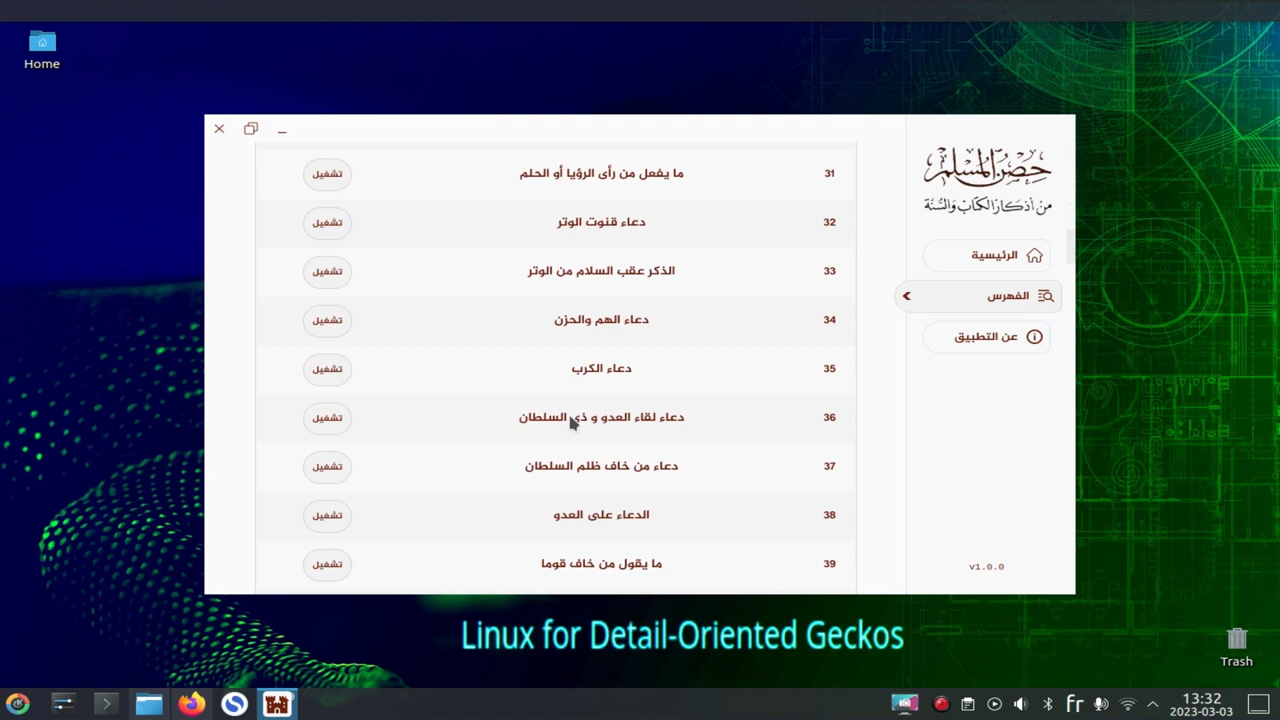 Home
حصن المسلم
من أذكار الكتاب والسنة
الرئيسية
الفهرس
عن التطبيق
v1.0.0
31 ما يفعل من رأى الرؤيا أو الحلم تشغيل
32 دعاء قنوت الوتر تشغيل
33 الذكر عقب السلام من الوتر تشغيل
34 دعاء الهم والحزن تشغيل
35 دعاء الكرب تشغيل
36 دعاء لقاء العدو و ذي السلطان تشغيل
37 دعاء من خاف ظلم السلطان تشغيل
38 الدعاء على العدو تشغيل
39 ما يقول من خاف قوما تشغيل
Linux for Detail-Oriented Geckos
Trash
fr
13:32
2023-03-03